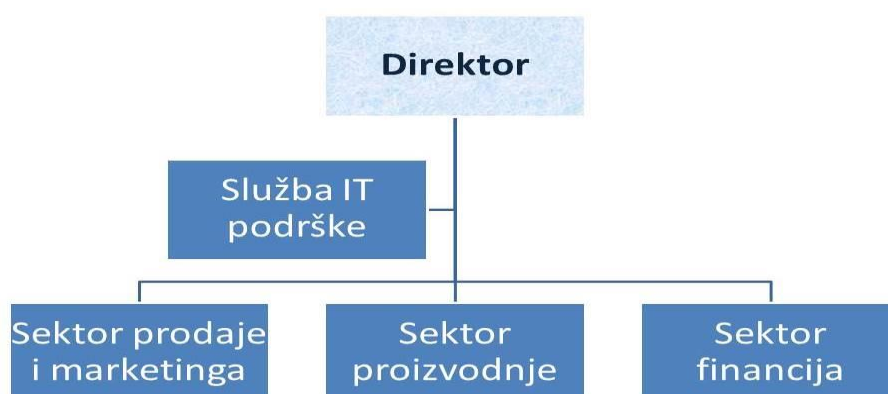 Direktor
Služba IT
podrške
Sektor prodaje
i marketinga
Sektor
proizvodnje
Sektor
financija